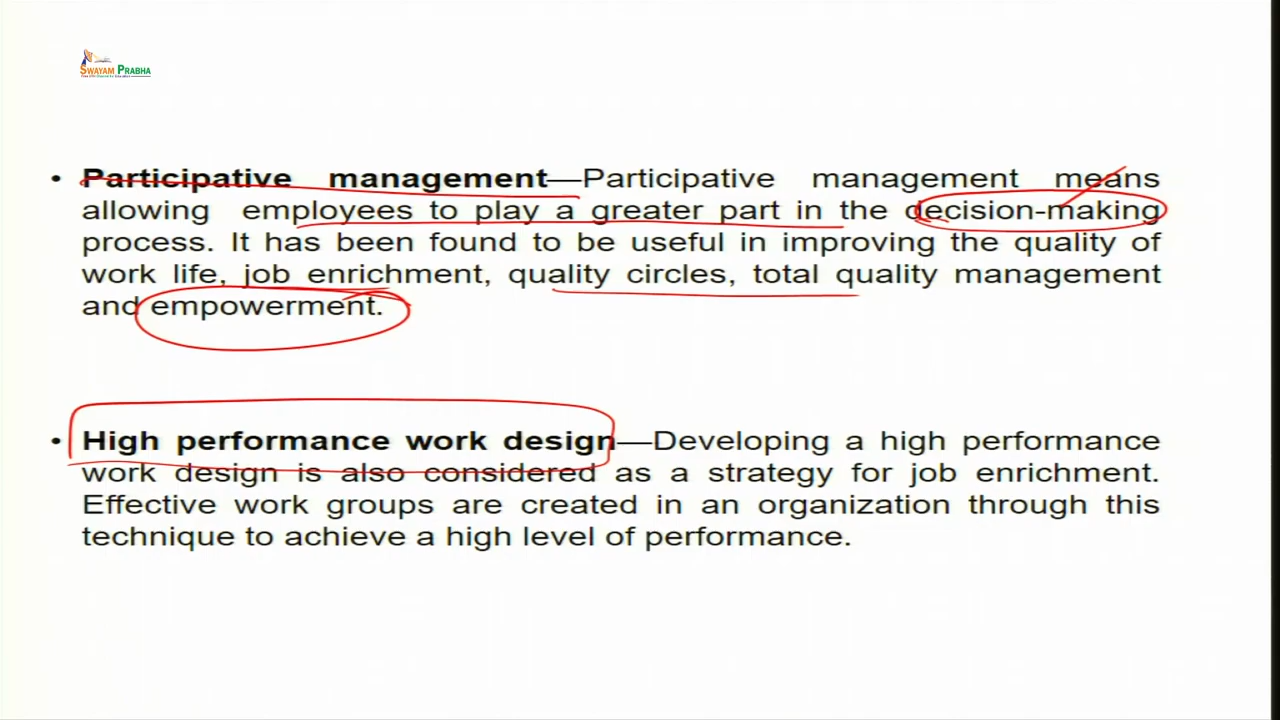 SWAYAM PRABHA
• Participative management—Participative management means
allowing employees to play a greater part in the decision-making
process. It has been found to be useful in improving the quality of
work life, job enrichment, quality circles, total quality management
and empowerment.
• High performance work design—Developing a high performance
work design is also considered as a strategy for job enrichment.
Effective work groups are created in an organization through this
technique to achieve a high level of performance.